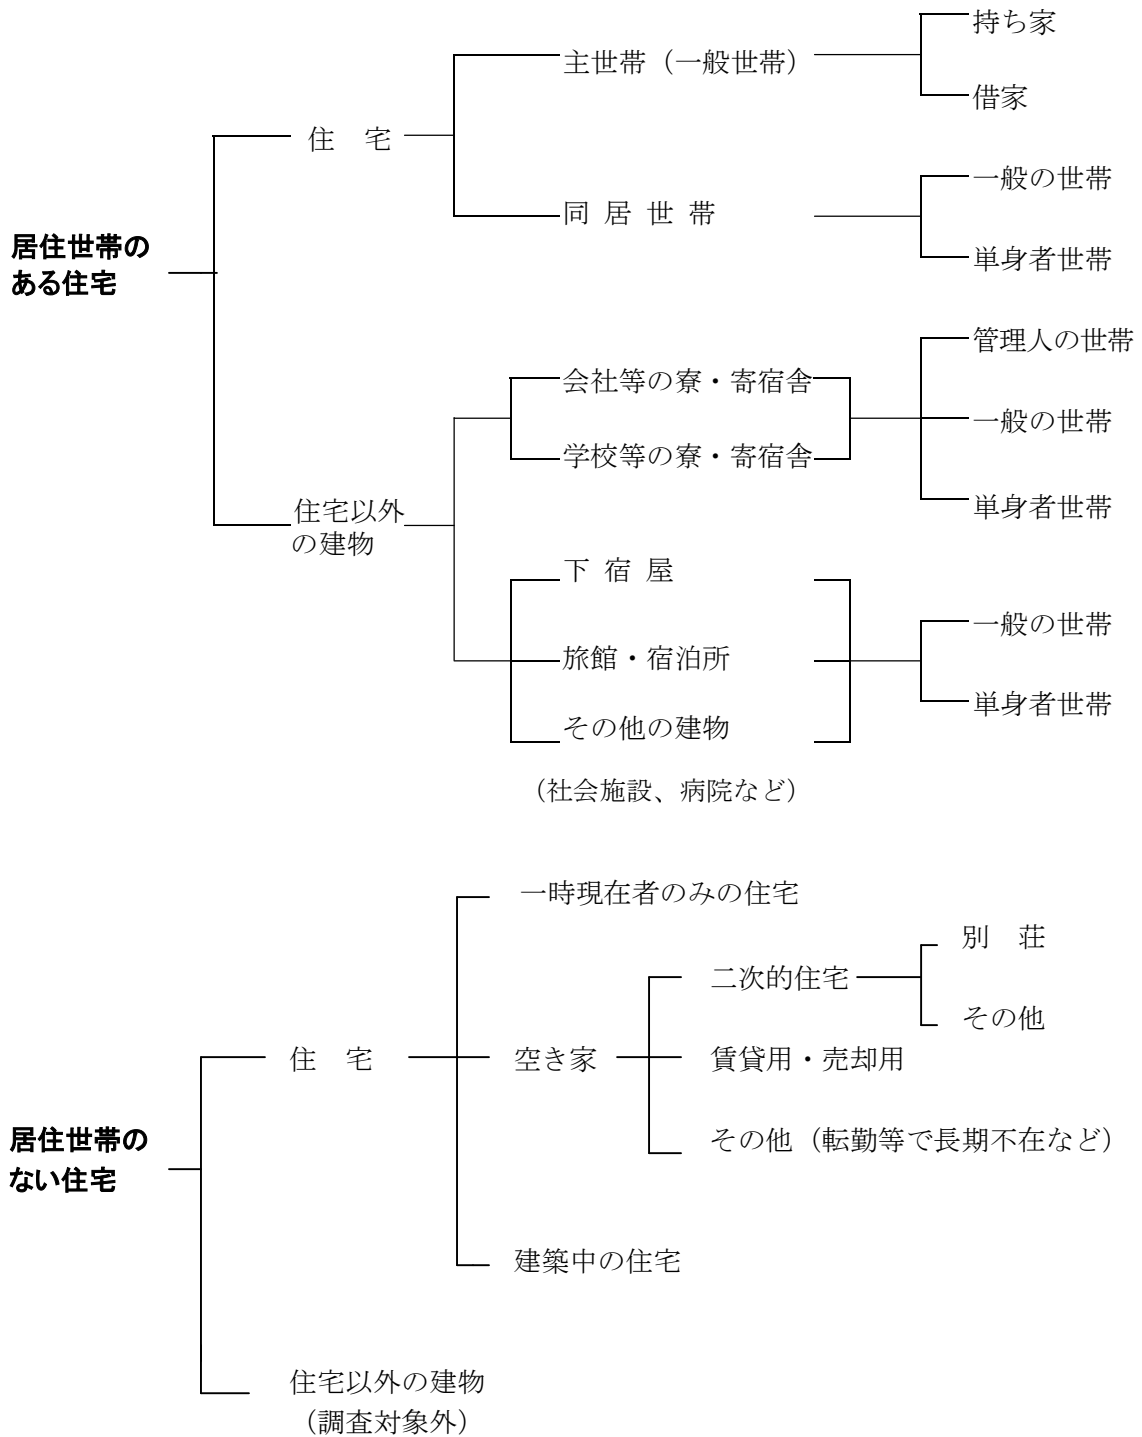 持ち家
主世帯（一般世帯）
借家
住　宅
一般の世帯
同 居 世 帯
単身者世帯
居住世帯の
ある住宅
管理人の世帯
会社等の寮・寄宿舎
一般の世帯
学校等の寮・寄宿舎
単身者世帯
住宅以外
の建物
下 宿 屋
一般の世帯
旅館・宿泊所
単身者世帯
その他の建物
（社会施設、病院など）
一時現在者のみの住宅
別　荘
二次的住宅
その他
住　宅
空き家
賃貸用・売却用
居住世帯の
ない住宅
その他（転勤等で長期不在など）
建築中の住宅
住宅以外の建物
（調査対象外）